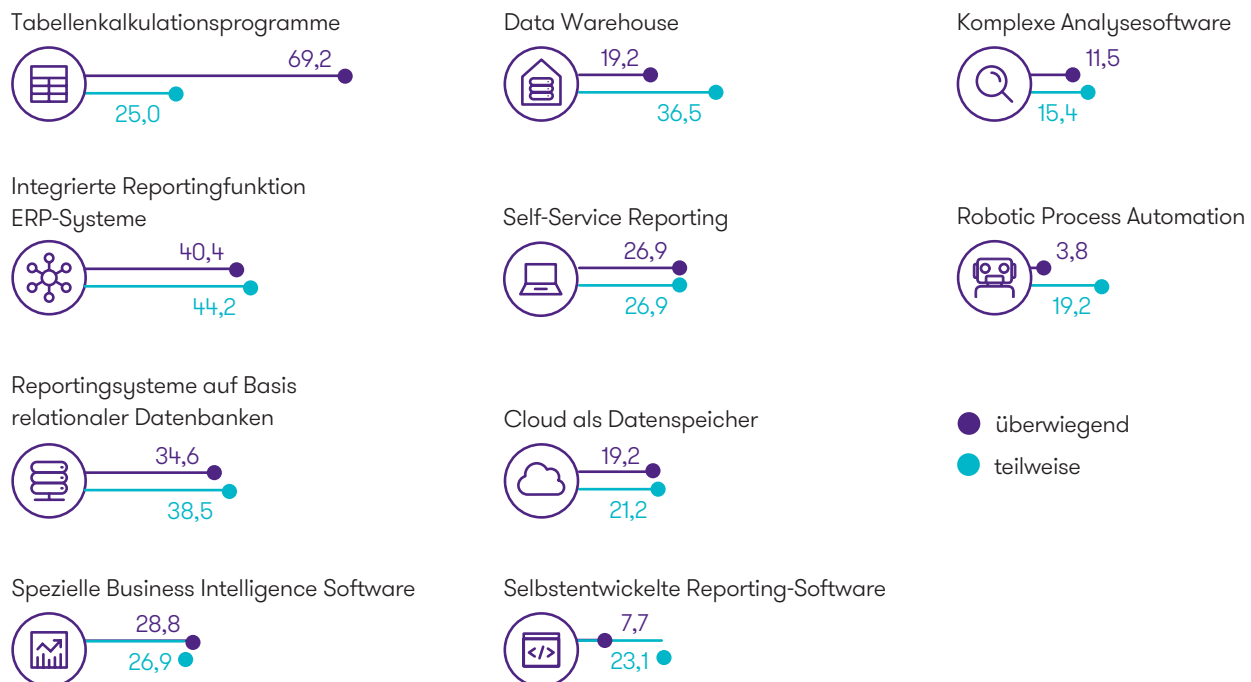 Tabellenkalkulationsprogramme
69,2
25,0
Integrierte Reportingfunktion
ERP-Systeme
40,4
44,2
Reportingsysteme auf Basis
relationaler Datenbanken
34,6
38,5
Spezielle Business Intelligence Software
28,8
26,9
Data Warehouse
19,2
36,5
Self-Service Reporting
26,9
26,9
Cloud als Datenspeicher
19,2
21,2
Selbstentwickelte Reporting-Software
</>
7,7
23,1
Komplexe Analysesoftware
11,5
15,4
Robotic Process Automation
3,8
19,2
überwiegend
teilweise